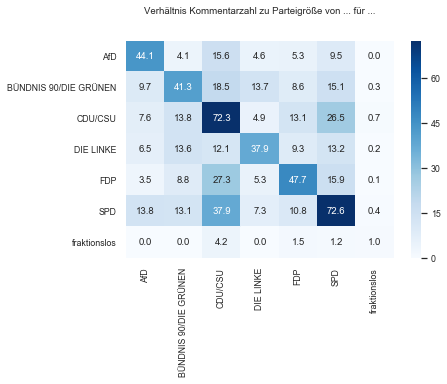 Verhältnis Kommentarzahl zu Parteigröße von ... für ...
AfD 44.1 4.1 15.6 4.6 5.3 9.5 0.0
BÜNDNIS 90/DIE GRÜNEN 9.7 41.3 18.5 13.7 8.6 15.1 0.3
CDU/CSU 7.6 13.8 72.3 4.9 13.1 26.5 0.7
DIE LINKE 6.5 13.6 12.1 37.9 9.3 13.2 0.2
FDP 3.5 8.8 27.3 5.3 47.7 15.9 0.1
SPD 13.8 13.1 37.9 7.3 10.8 72.6 0.4
fraktionslos 0.0 0.0 4.2 0.0 1.5 1.2 1.0
AfD
BÜNDNIS 90/DIE GRÜNEN
CDU/CSU
DIE LINKE
FDP
SPD
fraktionslos
60
45
30
15
0